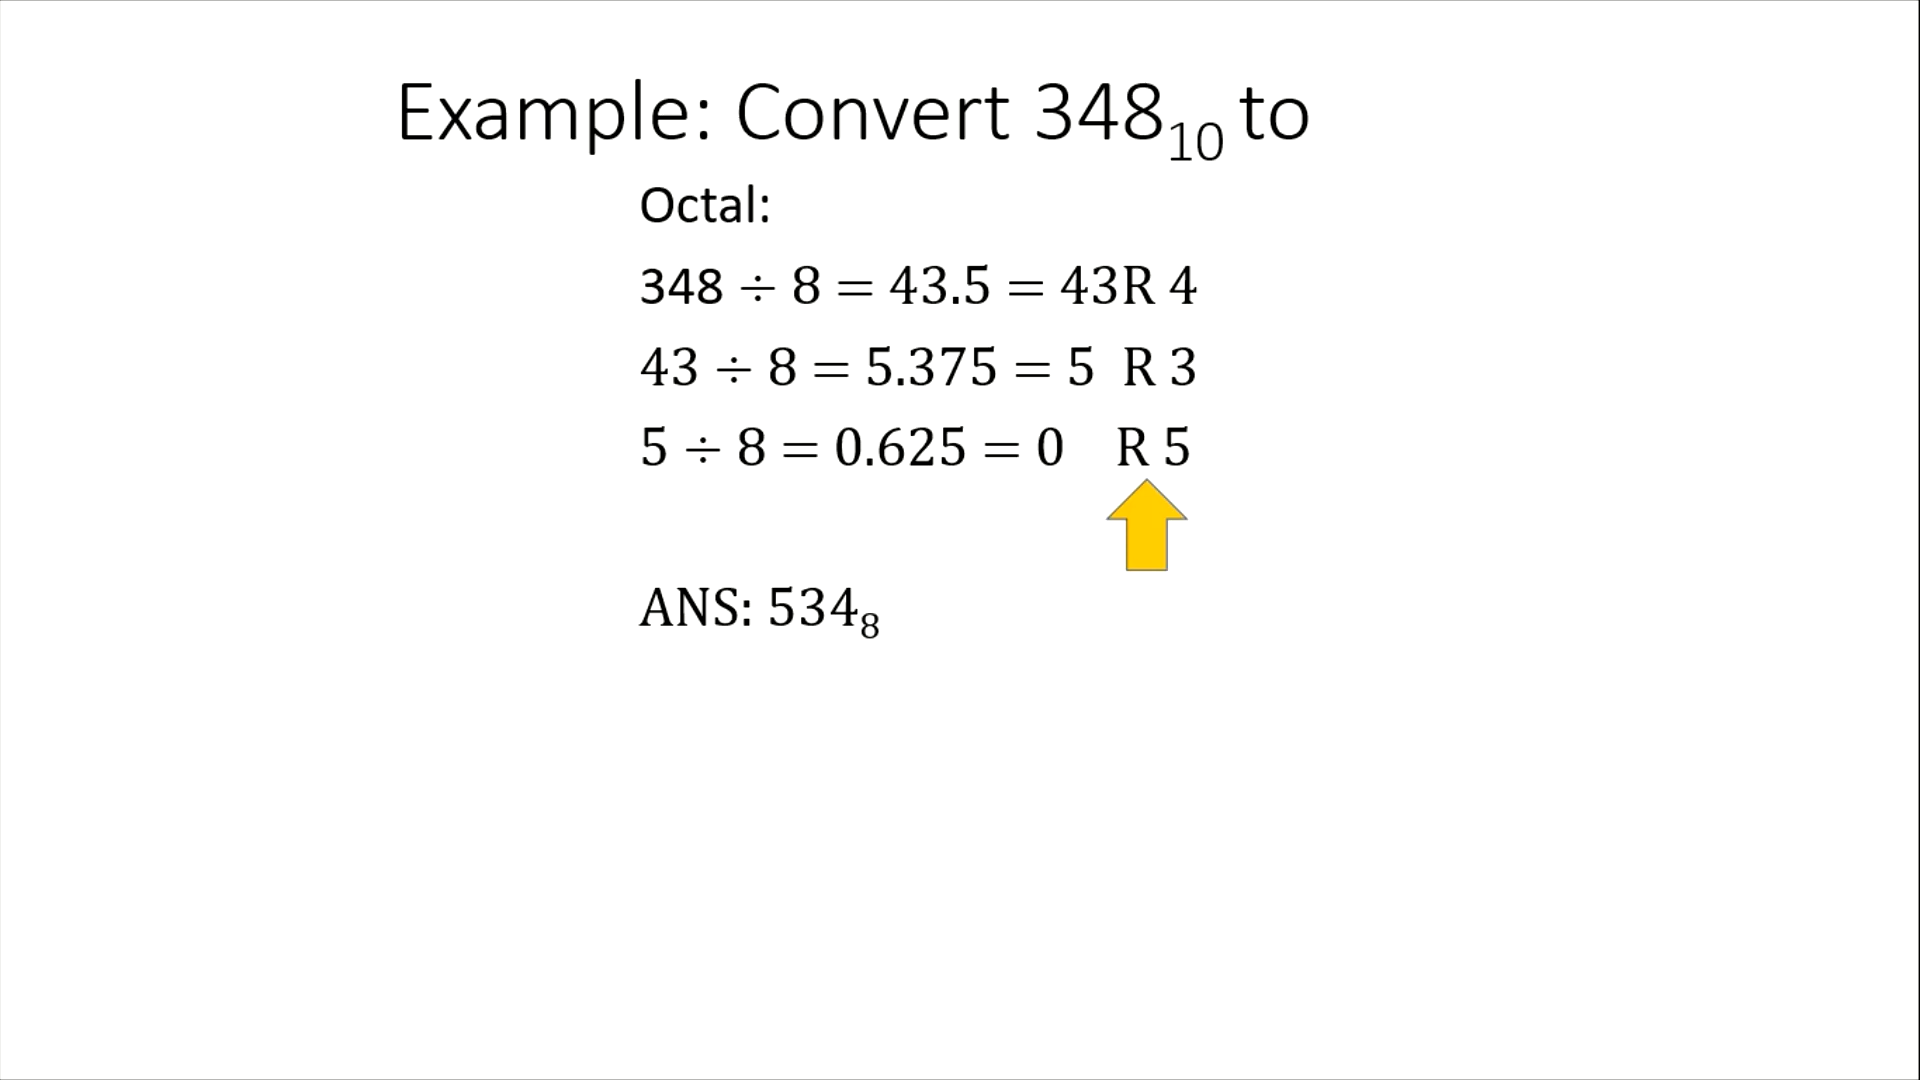 Example: Convert 348₁₀ to
Octal:
348 ÷ 8 = 43.5 = 43R 4
43 ÷ 8 = 5.375 = 5 R 3
5 ÷ 8 = 0.625 = 0 R 5
ANS: 534₈